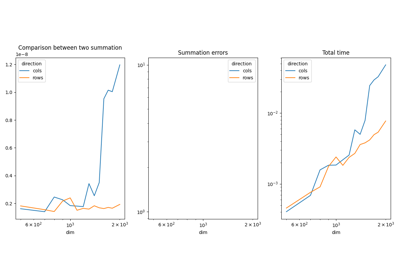 Comparison between two summation
1e−8
direction
cols
rows
1.2
1.0
0.8
0.6
0.4
0.2
6 × 10²
10³
2 × 10³
dim
Summation errors
direction
cols
rows
10¹
10⁰
6 × 10²
10³
2 × 10³
dim
Total time
direction
cols
rows
10⁻²
10⁻³
6 × 10²
10³
2 × 10³
dim